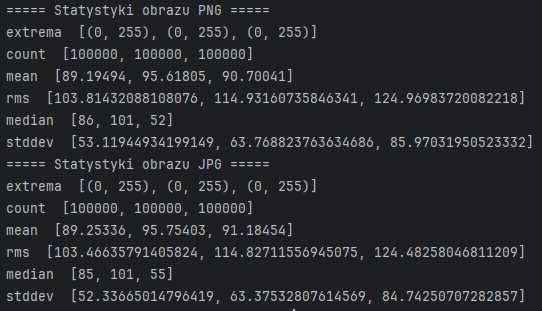 ===== Statystyki obrazu PNG =====
extrema  [(0, 255), (0, 255), (0, 255)]
count  [100000, 100000, 100000]
mean  [89.19494, 95.61805, 90.70041]
rms  [103.81432088108076, 114.93160735846341, 124.96983720082218]
median  [86, 101, 52]
stddev  [53.11944934199149, 63.768823763634686, 85.97031950523332]
===== Statystyki obrazu JPG =====
extrema  [(0, 255), (0, 255), (0, 255)]
count  [100000, 100000, 100000]
mean  [89.25336, 95.75403, 91.18454]
rms  [103.46635791405824, 114.82711556945075, 124.48258046811209]
median  [85, 101, 55]
stddev  [52.33665014796419, 63.37532807614569, 84.74250707282857]